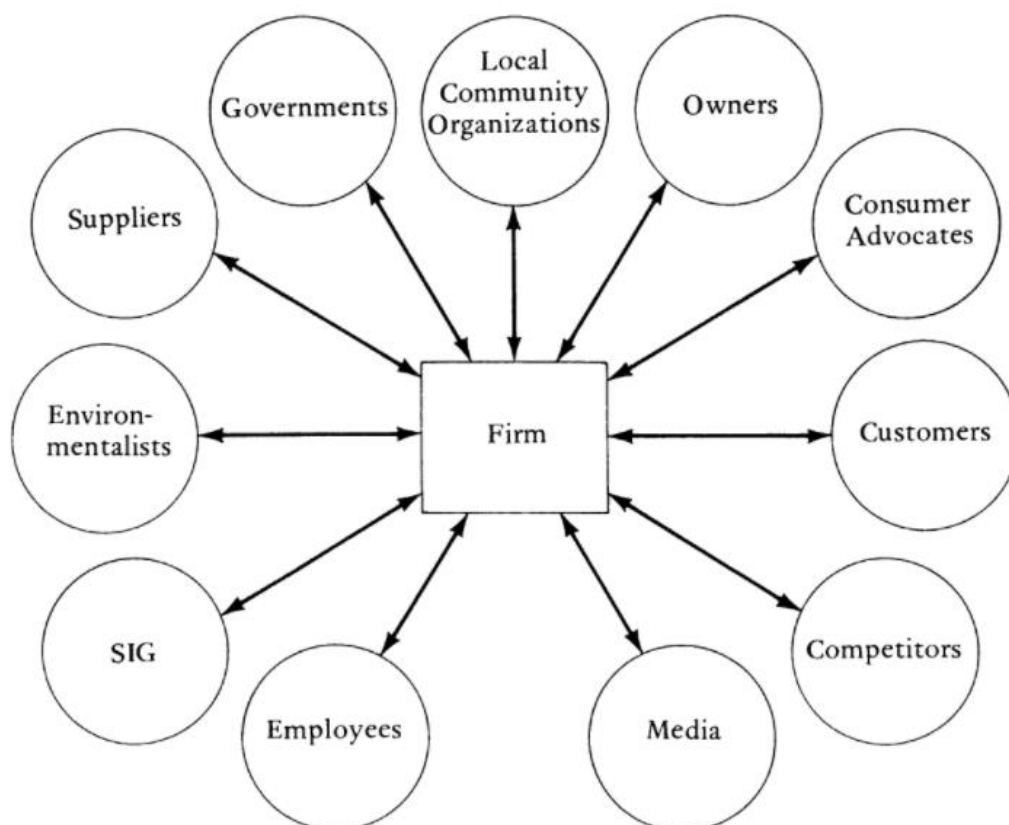 Governments
Local
Community
Organizations
Owners
Suppliers
Consumer
Advocates
Environ-
mentalists
Firm
Customers
SIG
Employees
Media
Competitors